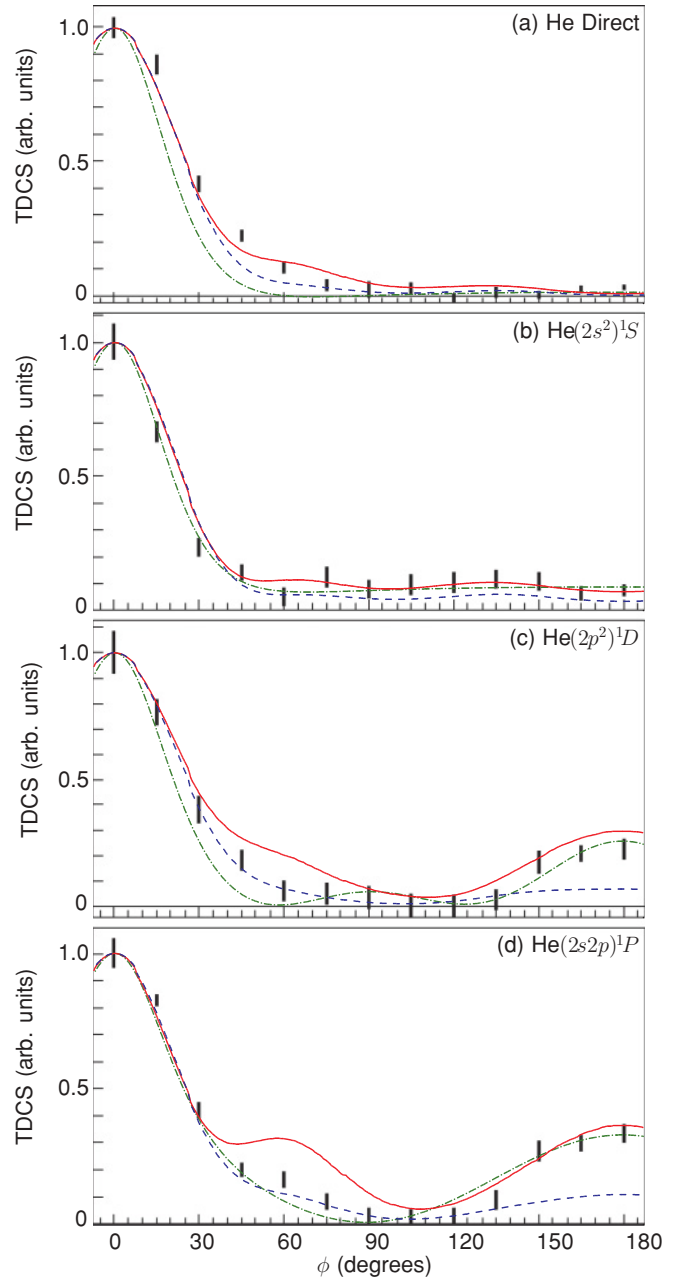 (a) He Direct
TDCS (arb. units)
1.0
0.5
0
(b) He(2s²)¹S
TDCS (arb. units)
1.0
0.5
0
(c) He(2p²)¹D
TDCS (arb. units)
1.0
0.5
0
(d) He(2s2p)¹P
TDCS (arb. units)
1.0
0.5
0.0
0 30 60 90 120 150 180
ϕ (degrees)